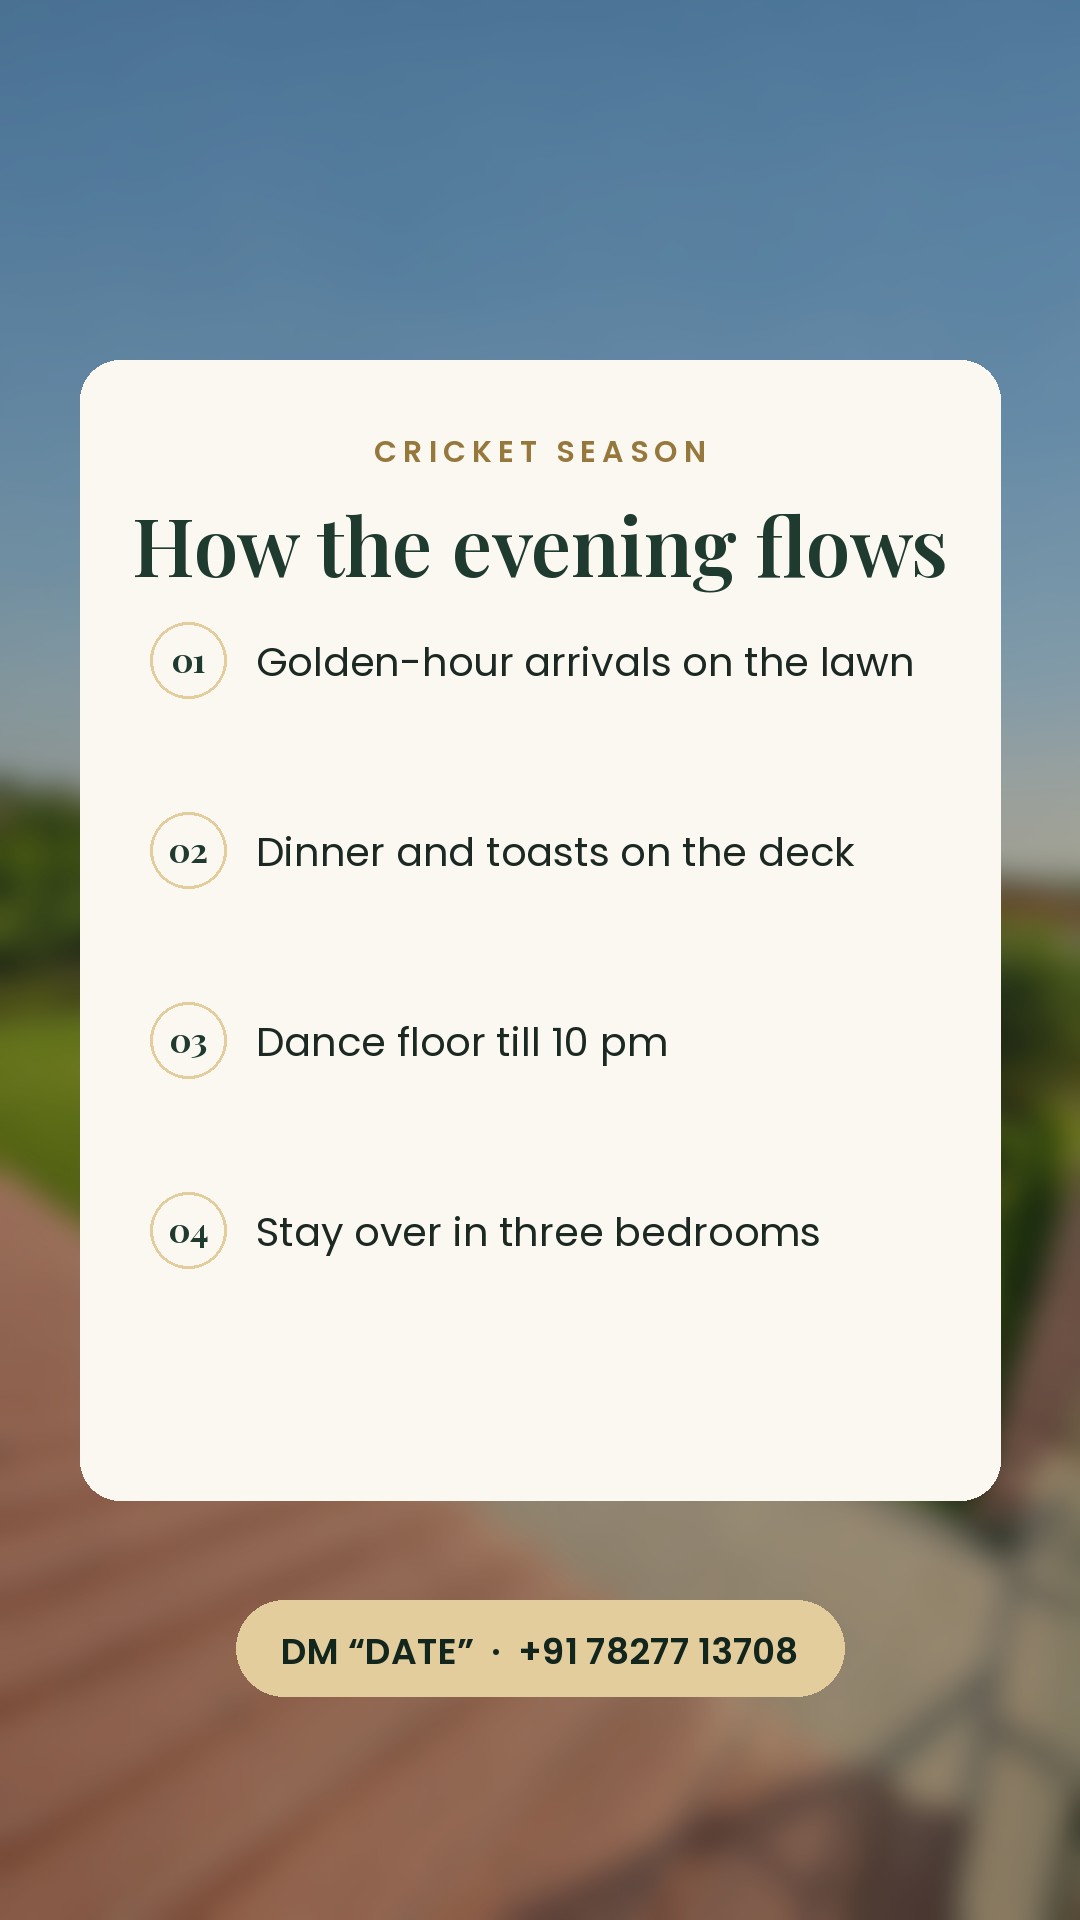 CRICKET SEASON
How the evening flows
01 Golden-hour arrivals on the lawn
02 Dinner and toasts on the deck
03 Dance floor till 10 pm
04 Stay over in three bedrooms
DM “DATE” · +91 78277 13708